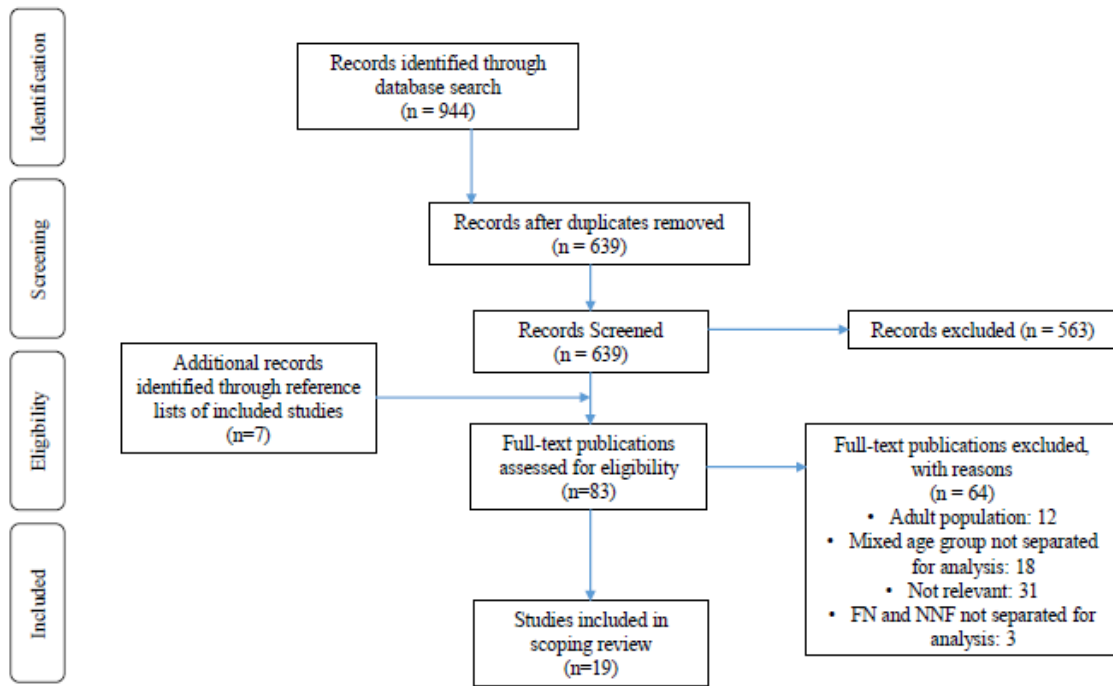 Identification
Records identified through
database search
(n = 944)
Screening
Records after duplicates removed
(n = 639)
Records Screened
(n = 639)
Records excluded (n = 563)
Eligibility
Additional records
identified through reference
lists of included studies
(n=7)
Full-text publications
assessed for eligibility
(n=83)
Full-text publications excluded,
with reasons
(n = 64)
• Adult population: 12
• Mixed age group not separated
for analysis: 18
• Not relevant: 31
• FN and NNF not separated for
analysis: 3
Included
Studies included in
scoping review
(n=19)